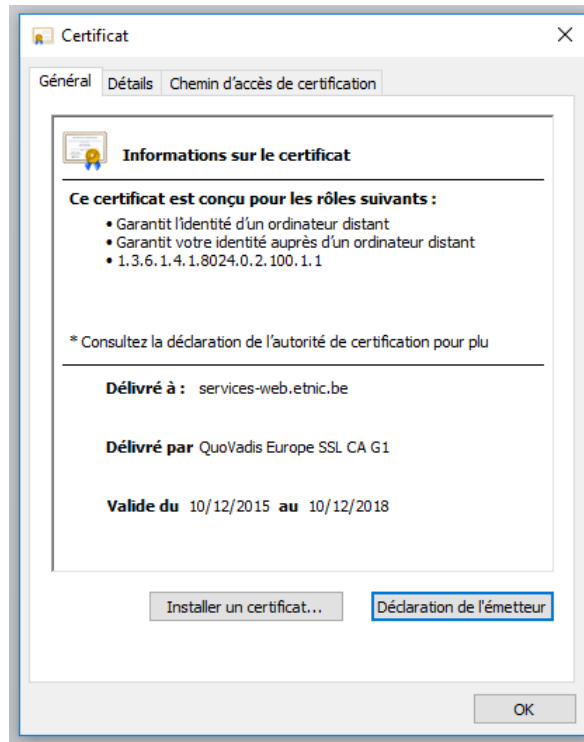 Certificat
Général Détails Chemin d'accès de certification
Informations sur le certificat
Ce certificat est conçu pour les rôles suivants :
• Garantit l'identité d'un ordinateur distant
• Garantit votre identité auprès d'un ordinateur distant
• 1.3.6.1.4.1.8024.0.2.100.1.1
* Consultez la déclaration de l'autorité de certification pour plu
Délivré à : services-web.etnic.be
Délivré par QuoVadis Europe SSL CA G1
Valide du 10/12/2015 au 10/12/2018
Installer un certificat... Déclaration de l'émetteur
OK